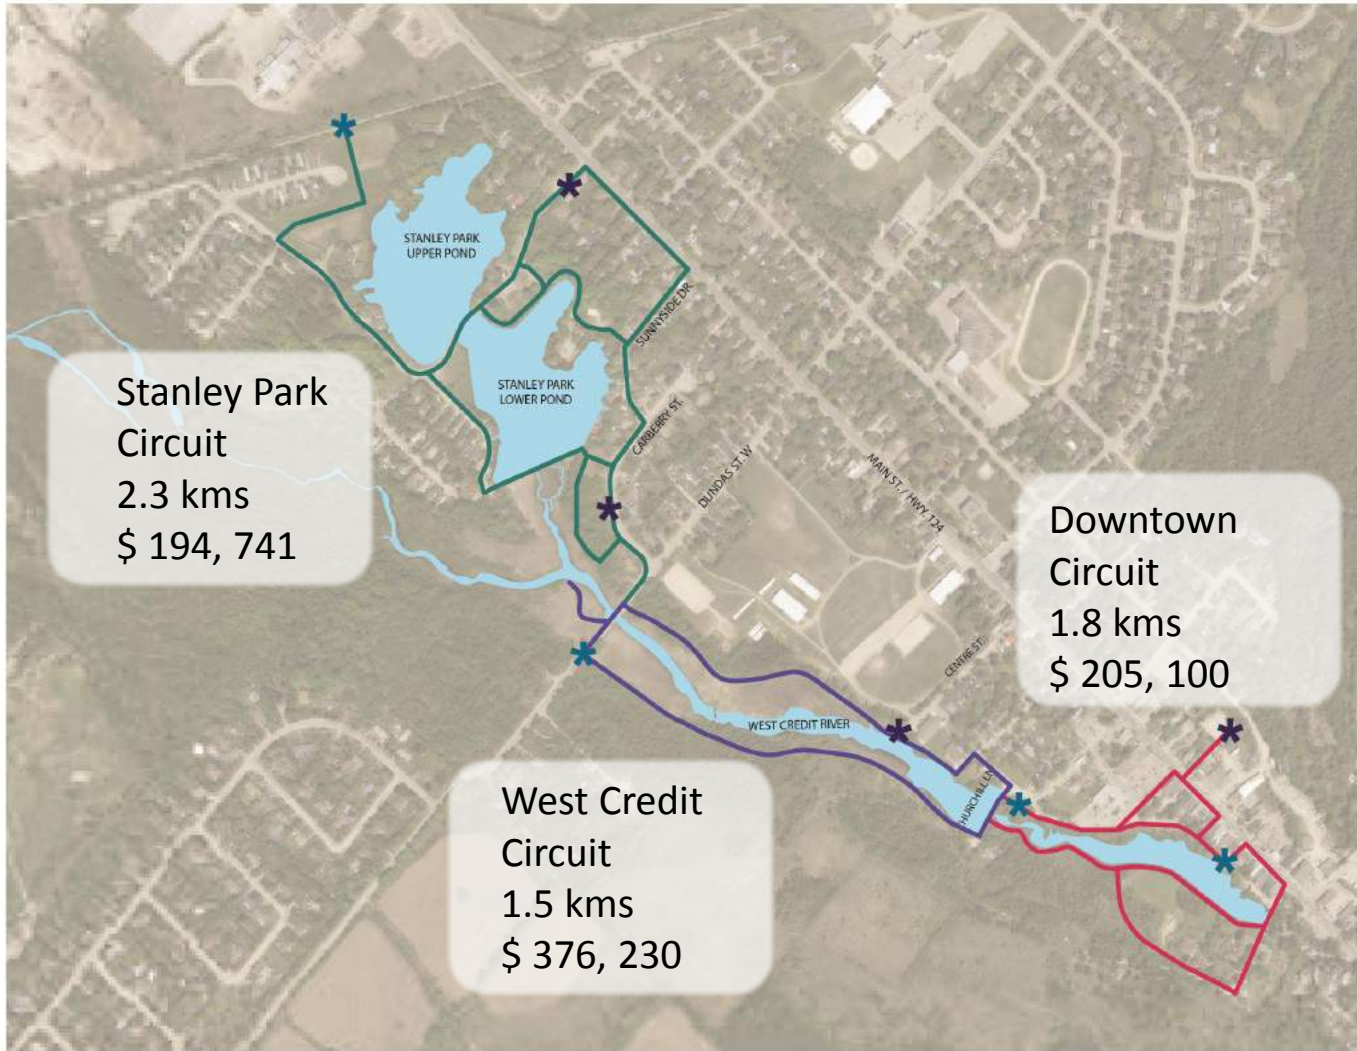 STANLEY PARK
UPPER POND
SUNNYSIDE DR
STANLEY PARK
LOWER POND
Stanley Park
Circuit
2.3 kms
$ 194, 741
CARBERRY ST.
DUNDAS ST. W
MAIN ST. / HWY. 124
Downtown
Circuit
1.8 kms
$ 205, 100
CENTRE ST.
WEST CREDIT RIVER
HURCHILL LN
West Credit
Circuit
1.5 kms
$ 376, 230